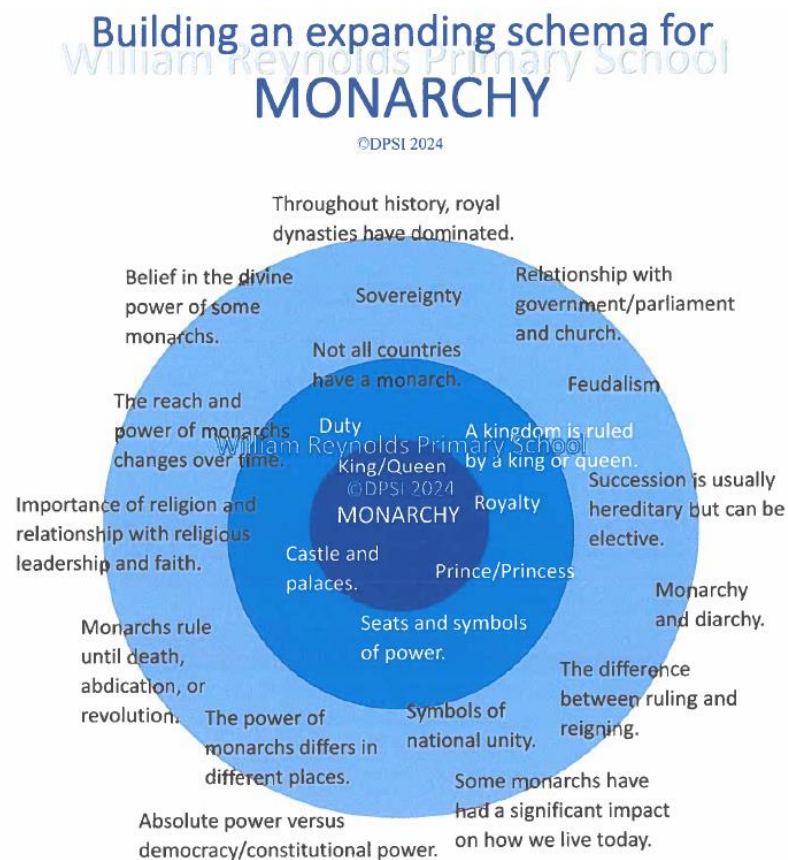 Building an expanding schema for
William Reynolds Primary School
MONARCHY
©DPSI 2024
Throughout history, royal
dynasties have dominated.
Belief in the divine
power of some
monarchs.
Sovereignty
Relationship with
government/parliament
and church.
Not all countries
have a monarch.
Feudalism
The reach and
power of monarchs
changes over time.
Duty
A kingdom is ruled
by a king or queen.
William Reynolds Primary School
King/Queen
©DPSI 2024
MONARCHY
Royalty
Succession is usually
hereditary but can be
elective.
Importance of religion and
relationship with religious
leadership and faith.
Castle and
palaces.
Prince/Princess
Monarchy
and diarchy.
Seats and symbols
of power.
Monarchs rule
until death,
abdication, or
revolution.
The difference
between ruling and
reigning.
The power of
monarchs differs in
different places.
Symbols of
national unity.
Some monarchs have
had a significant impact
on how we live today.
Absolute power versus
democracy/constitutional power.